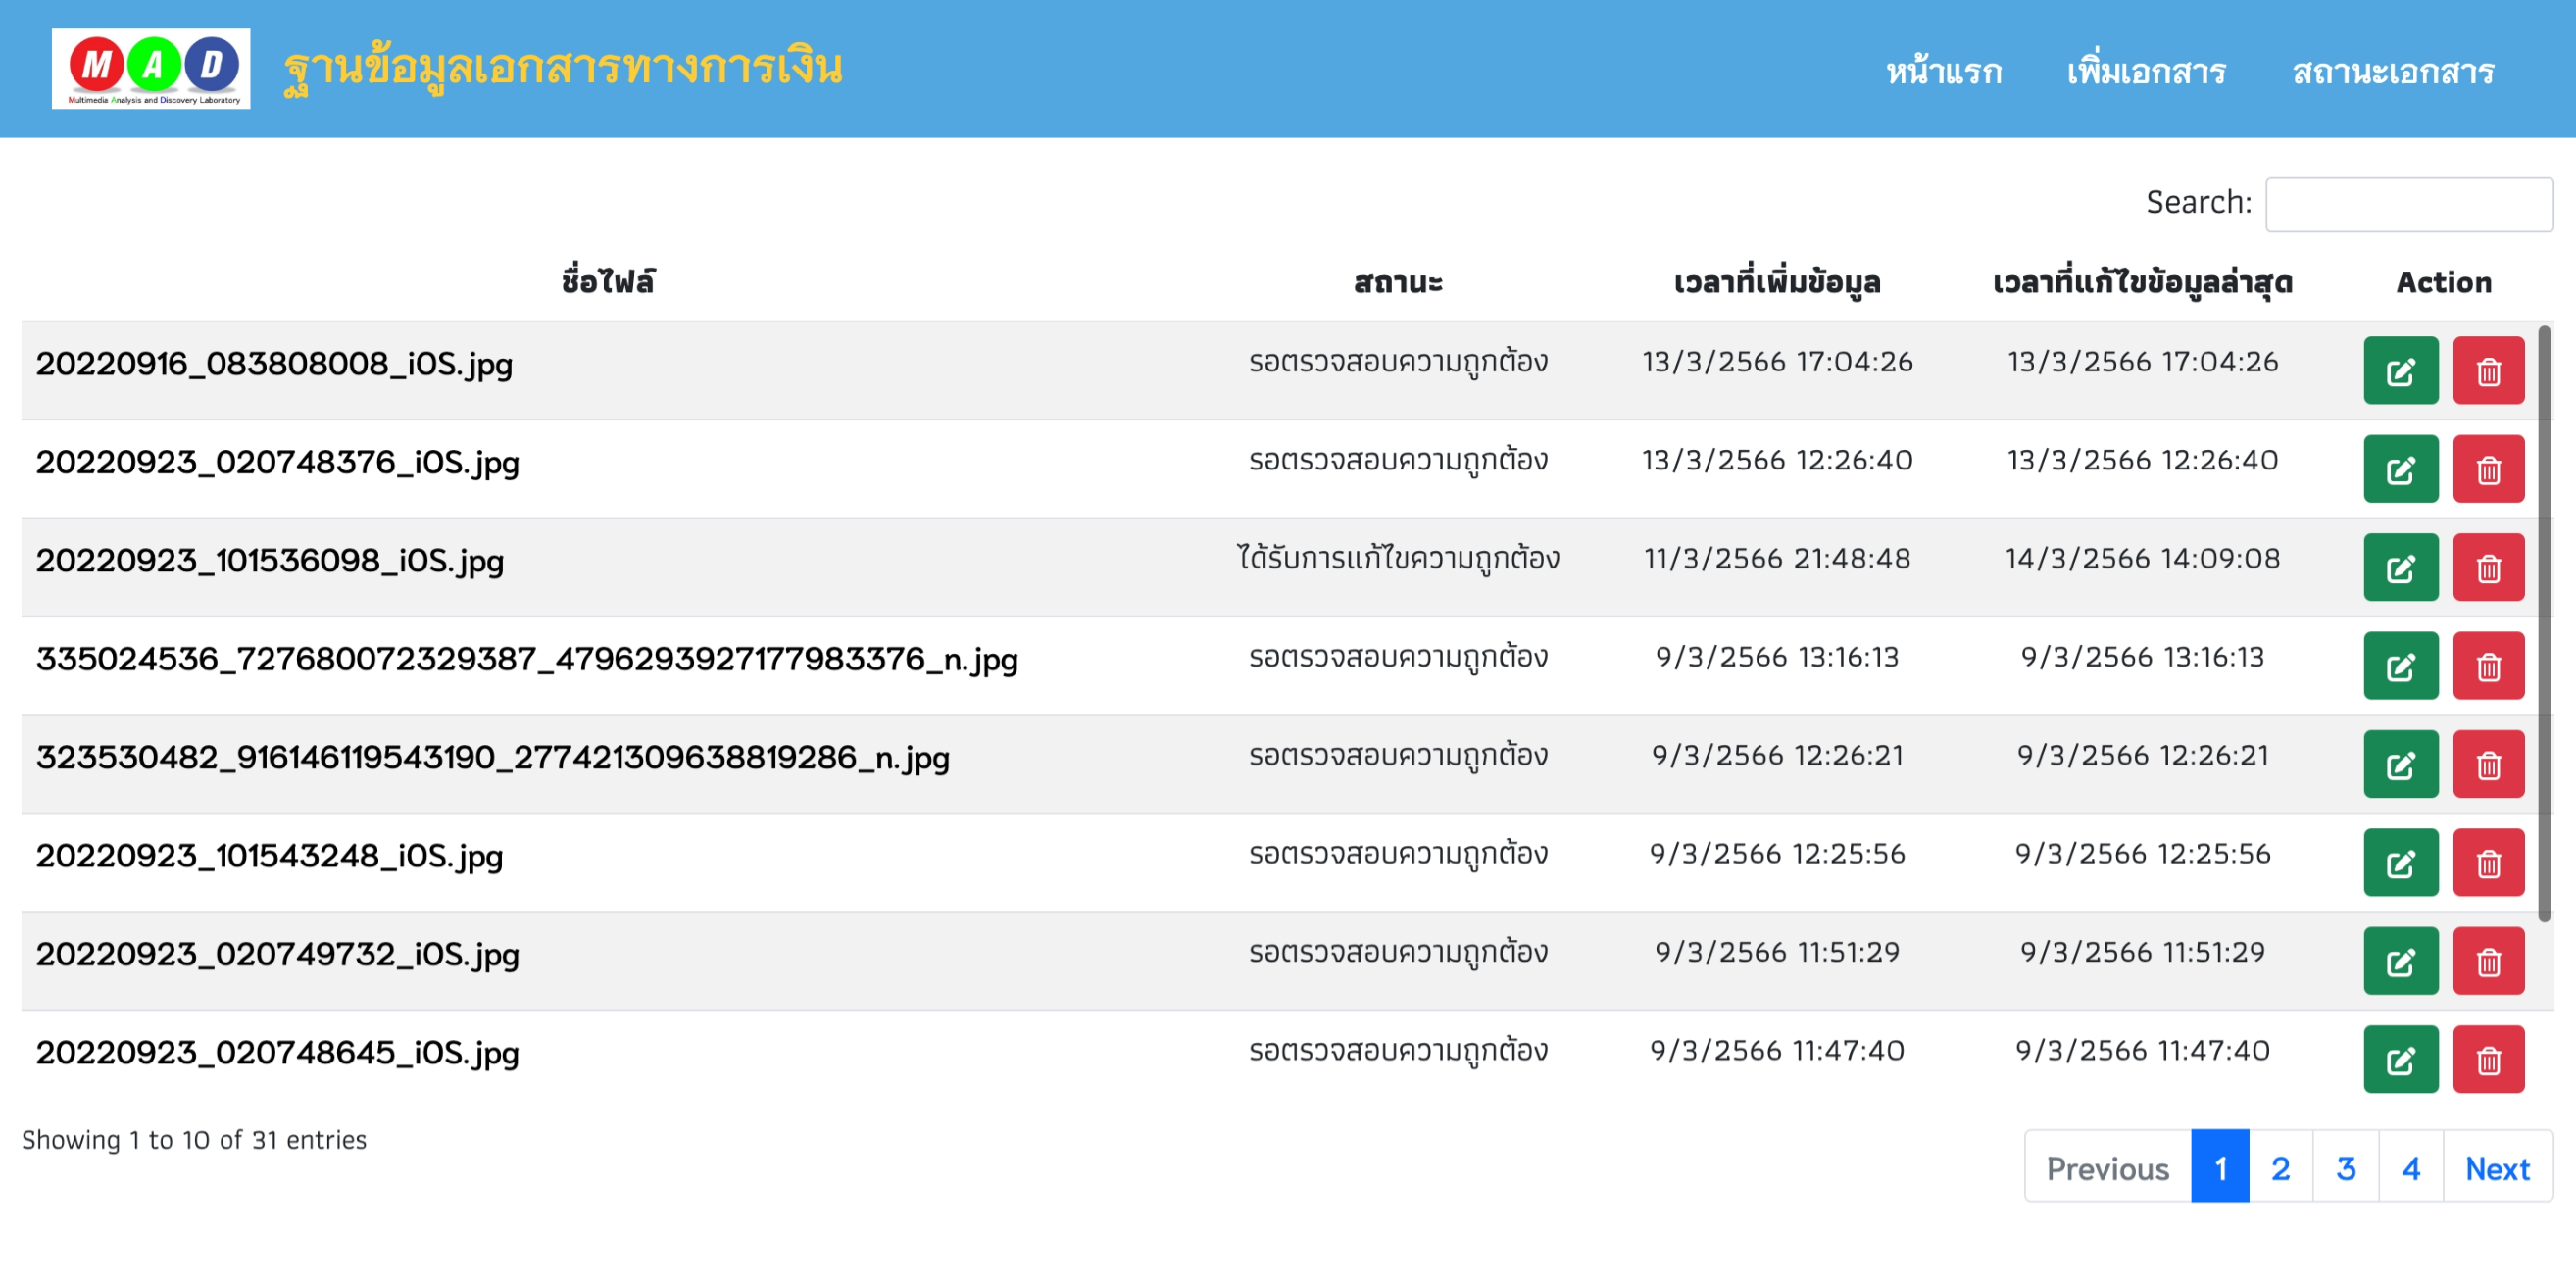 MAD
Multimedia Analysis and Discovery Laboratory
ฐานข้อมูลเอกสารทางการเงิน
หน้าแรก เพิ่มเอกสาร สถานะเอกสาร
Search:
ชื่อไฟล์ สถานะ เวลาที่เพิ่มข้อมูล เวลาที่แก้ไขข้อมูลล่าสุด Action
20220916_083808008_iOS.jpg รอตรวจสอบความถูกต้อง 13/3/2566 17:04:26 13/3/2566 17:04:26
20220923_020748376_iOS.jpg รอตรวจสอบความถูกต้อง 13/3/2566 12:26:40 13/3/2566 12:26:40
20220923_101536098_iOS.jpg ได้รับการแก้ไขความถูกต้อง 11/3/2566 21:48:48 14/3/2566 14:09:08
335024536_727680072329387_4796293927177983376_n.jpg รอตรวจสอบความถูกต้อง 9/3/2566 13:16:13 9/3/2566 13:16:13
323530482_916146119543190_277421309638819286_n.jpg รอตรวจสอบความถูกต้อง 9/3/2566 12:26:21 9/3/2566 12:26:21
20220923_101543248_iOS.jpg รอตรวจสอบความถูกต้อง 9/3/2566 12:25:56 9/3/2566 12:25:56
20220923_020749732_iOS.jpg รอตรวจสอบความถูกต้อง 9/3/2566 11:51:29 9/3/2566 11:51:29
20220923_020748645_iOS.jpg รอตรวจสอบความถูกต้อง 9/3/2566 11:47:40 9/3/2566 11:47:40
Showing 1 to 10 of 31 entries
Previous 1 2 3 4 Next